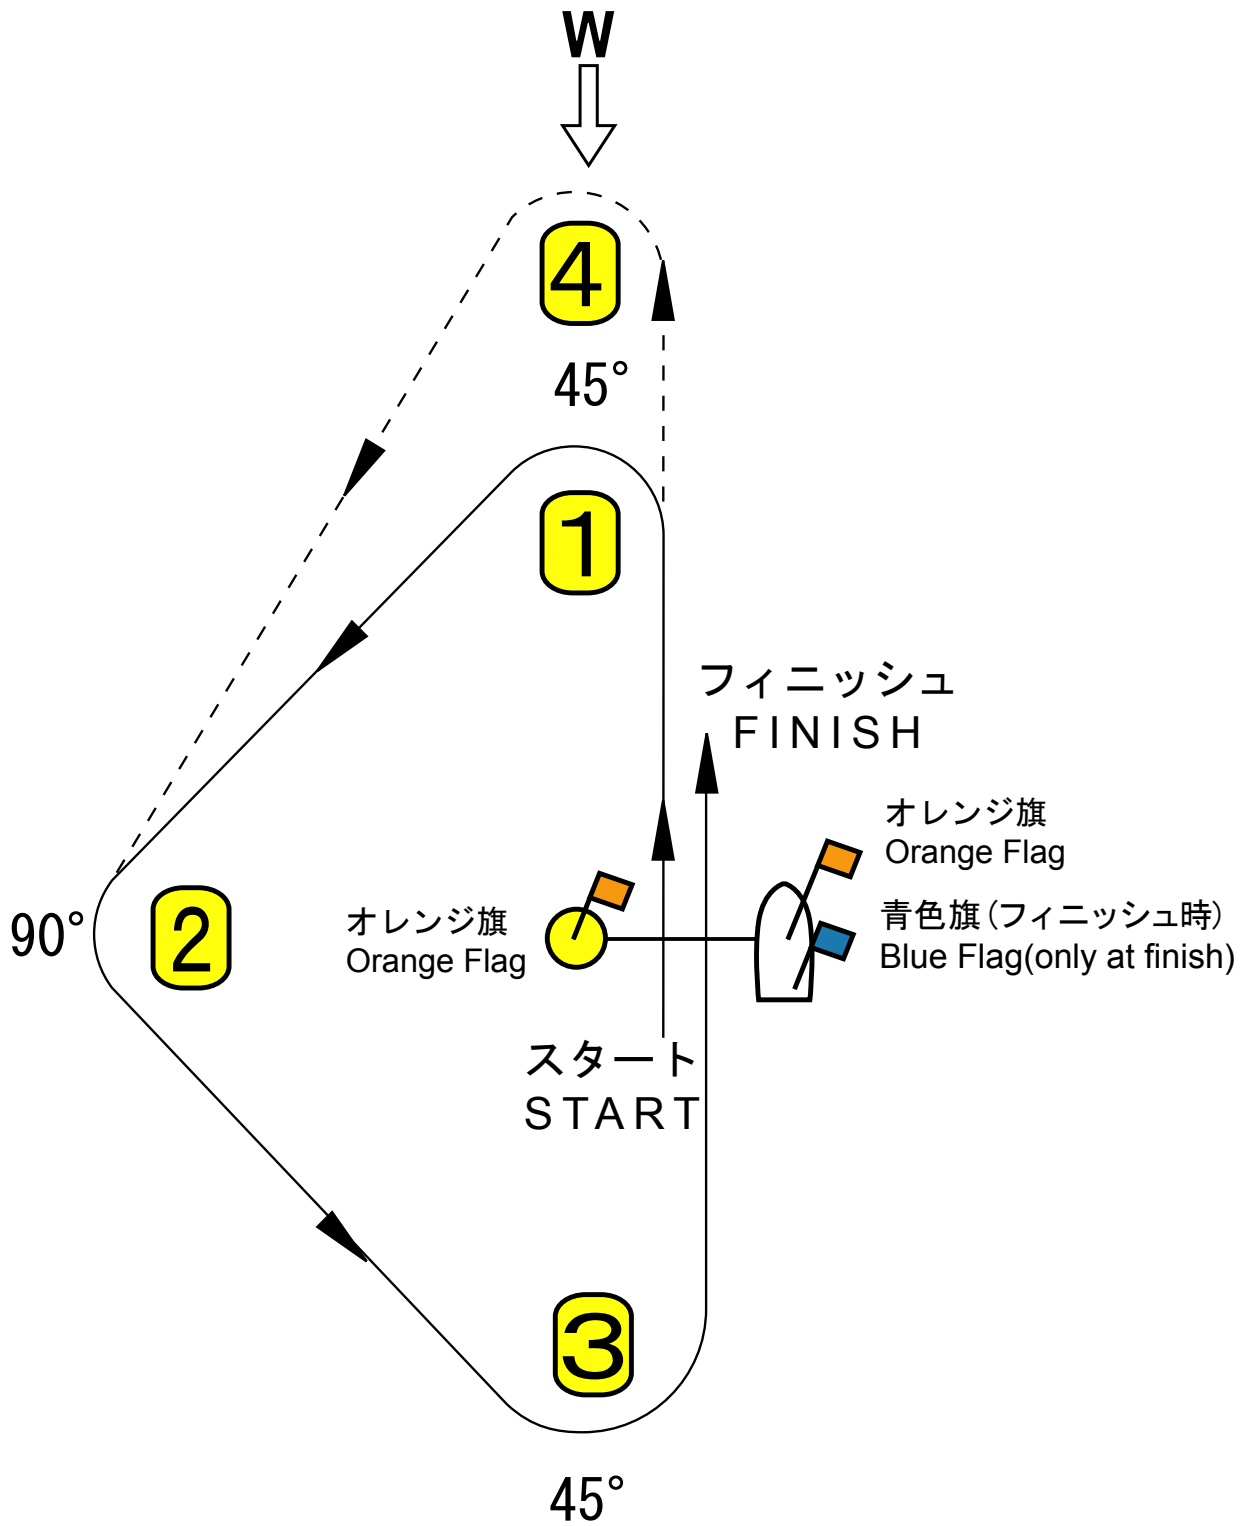 W
4
45°
1
フィニッシュ
FINISH
オレンジ旗
Orange Flag
90°
2
オレンジ旗
Orange Flag
青色旗(フィニッシュ時)
Blue Flag(only at finish)
スタート
START
3
45°